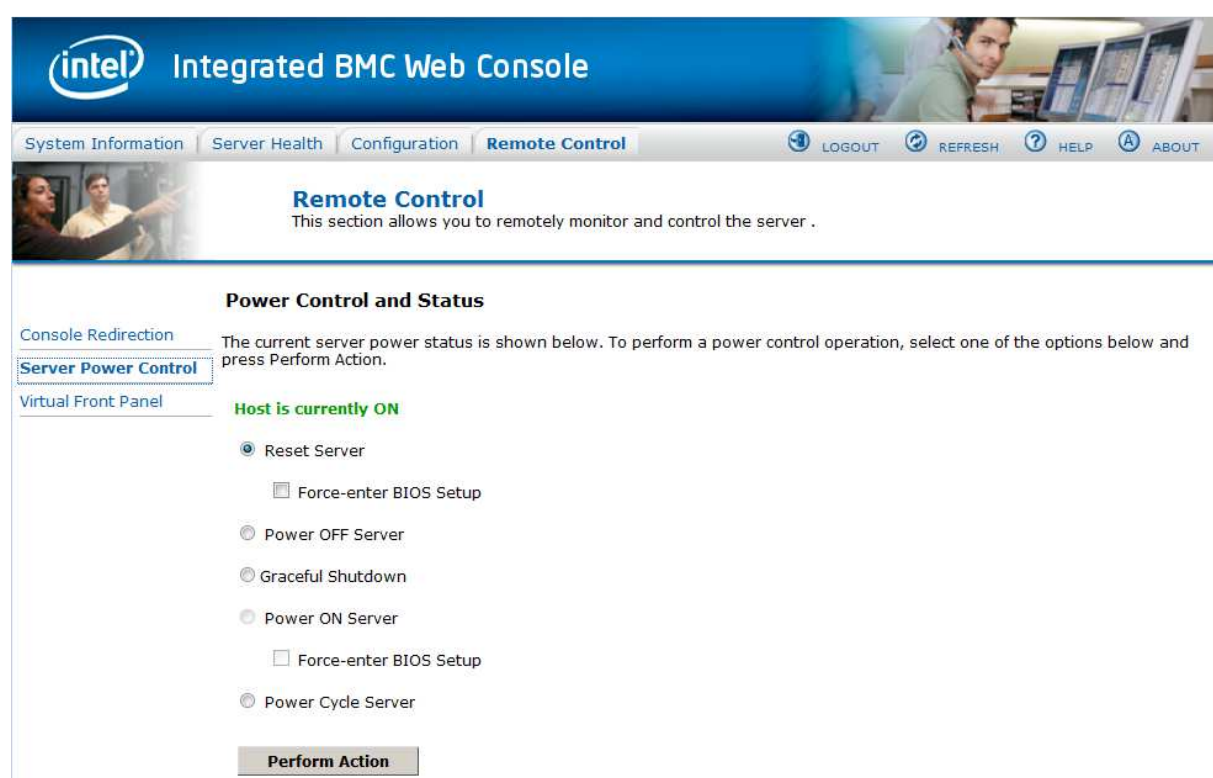 intel Integrated BMC Web Console
System Information Server Health Configuration Remote Control LOGOUT REFRESH HELP ABOUT
Remote Control
This section allows you to remotely monitor and control the server .
Console Redirection
Server Power Control
Virtual Front Panel
Power Control and Status
The current server power status is shown below. To perform a power control operation, select one of the options below and
press Perform Action.
Host is currently ON
Reset Server
Force-enter BIOS Setup
Power OFF Server
Graceful Shutdown
Power ON Server
Force-enter BIOS Setup
Power Cycle Server
Perform Action